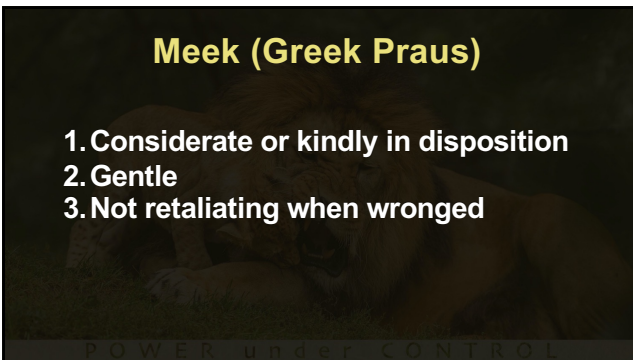 Meek (Greek Praus)
1. Considerate or kindly in disposition
2. Gentle
3. Not retaliating when wronged
POWER under CONTROL